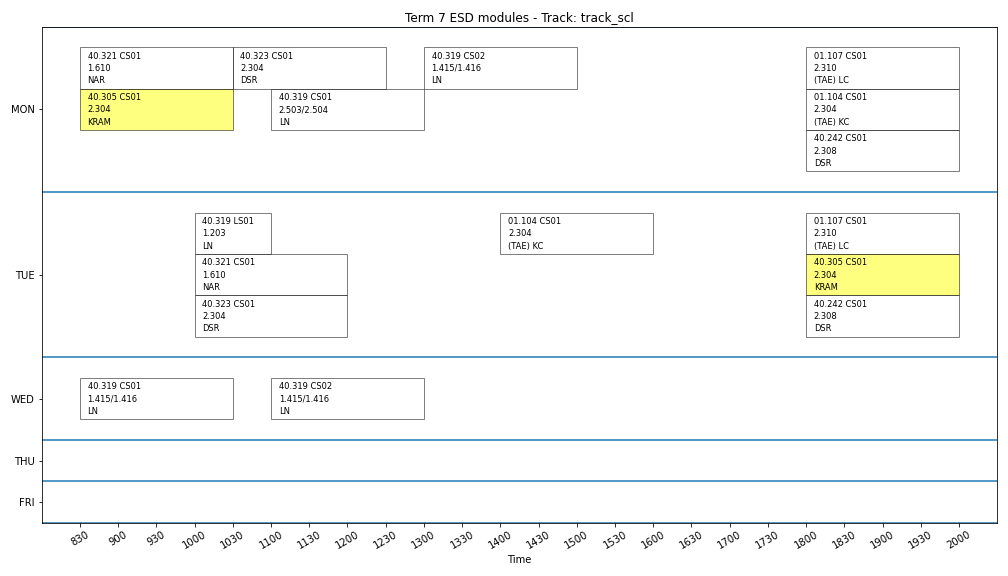 Term 7 ESD modules - Track: track_scl
MON
40.321 CS01
1.610
NAR
40.323 CS01
2.304
DSR
40.319 CS02
1.415/1.416
LN
01.107 CS01
2.310
(TAE) LC
40.305 CS01
2.304
KRAM
40.319 CS01
2.503/2.504
LN
01.104 CS01
2.304
(TAE) KC
40.242 CS01
2.308
DSR
TUE
40.319 LS01
1.203
LN
01.104 CS01
2.304
(TAE) KC
01.107 CS01
2.310
(TAE) LC
40.321 CS01
1.610
NAR
40.305 CS01
2.304
KRAM
40.323 CS01
2.304
DSR
40.242 CS01
2.308
DSR
WED
40.319 CS01
1.415/1.416
LN
40.319 CS02
1.415/1.416
LN
THU
FRI
830 900 930 1000 1030 1100 1130 1200 1230 1300 1330 1400 1430 1500 1530 1600 1630 1700 1730 1800 1830 1900 1930 2000
Time